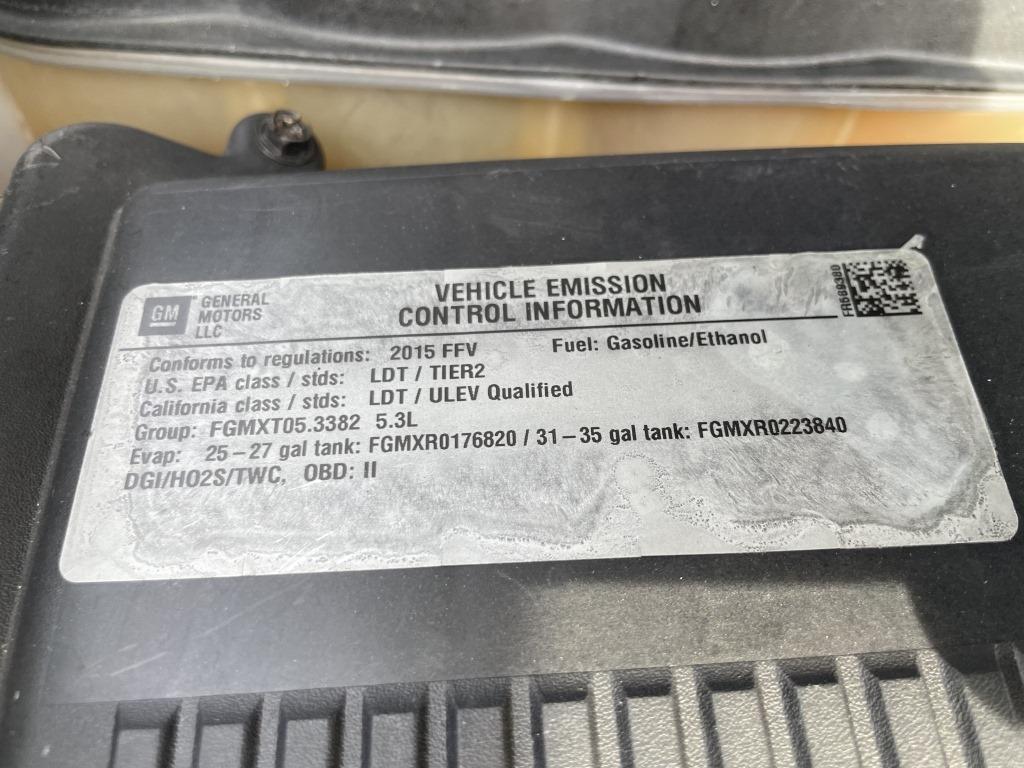 GM
GENERAL
MOTORS
LLC
VEHICLE EMISSION
CONTROL INFORMATION
FR606380
Conforms to regulations: 2015 FFV Fuel: Gasoline/Ethanol
U.S. EPA class / stds: LDT / TIER2
California class / stds: LDT / ULEV Qualified
Group: FGMXT05.3382 5.3L
Evap: 25-27 gal tank: FGMXR0176820 / 31-35 gal tank: FGMXR0223840
DGI/HO2S/TWC, OBD: II